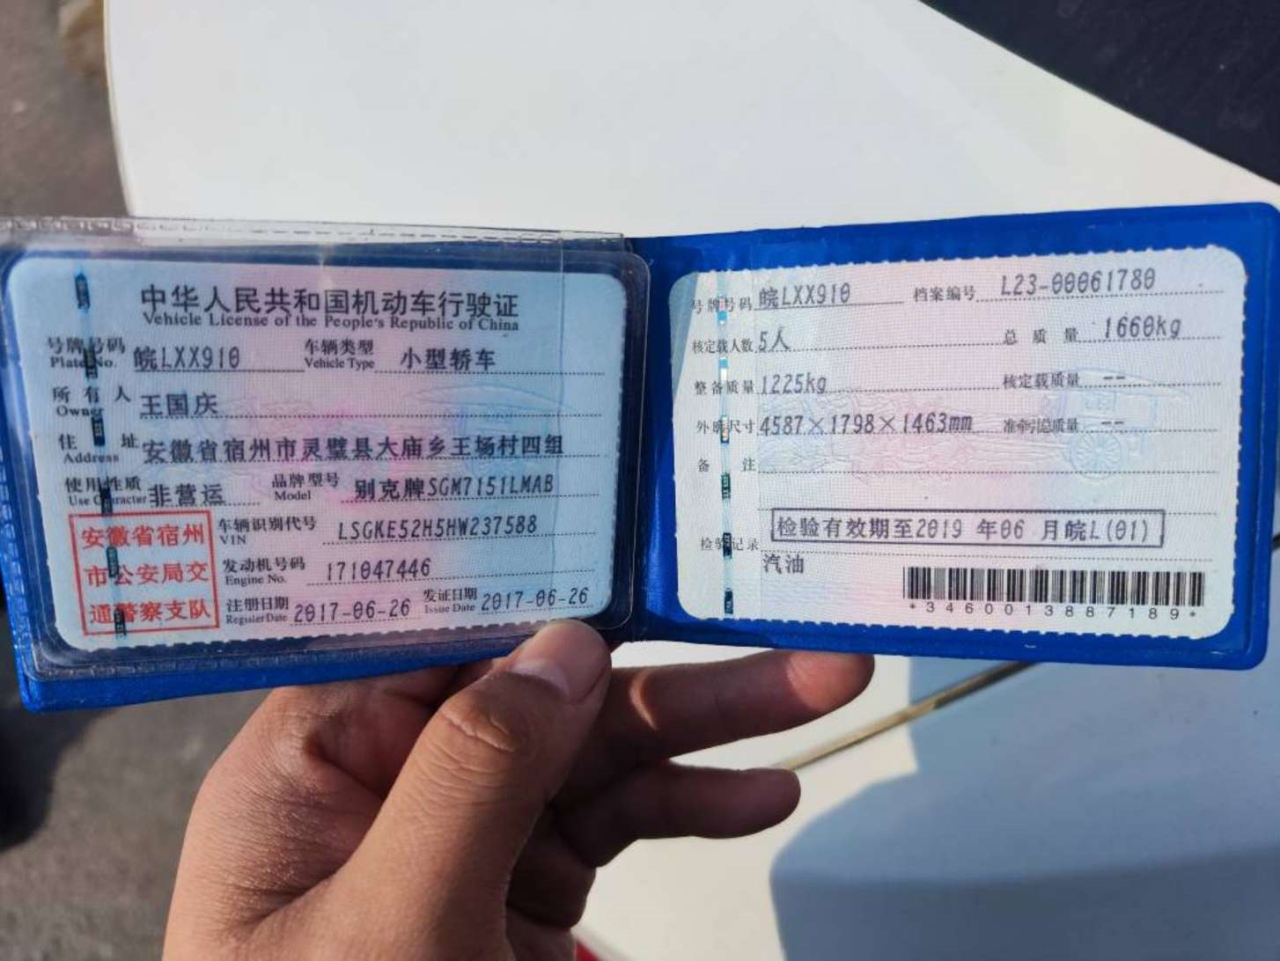 中华人民共和国机动车行驶证
Vehicle License of the People's Republic of China
号牌号码 皖LXX910 车辆类型 小型轿车
Plate No. Vehicle Type
所有人 王国庆
Owner
住址 安徽省宿州市灵璧县大庙乡王场村四组
Address
使用性质 非营运 品牌型号 别克牌SGM7151LMAB
Use Character Model
安徽省宿州
市公安局交
通警察支队
车辆识别代号 LSGKE52H5HW237588
VIN
发动机号码 171047446
Engine No.
注册日期 2017-06-26 发证日期 2017-06-26
Register Date Issue Date
号牌号码 皖LXX910 档案编号 L23-00061780
核定载人数 5人 总质量 1660kg
整备质量 1225kg 核定载质量 --
外廓尺寸 4587×1798×1463mm 准牵引总质量 --
备注
检验有效期至2019 年06 月皖L(01)
检验记录
汽油
*3460013887189*